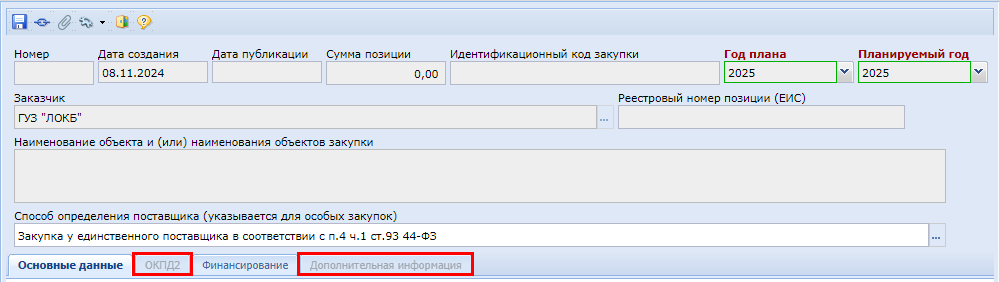 Номер Дата создания Дата публикации Сумма позиции Идентификационный код закупки Год плана Планируемый год
08.11.2024 0,00 2025 2025
Заказчик Реестровый номер позиции (ЕИС)
ГУЗ "ЛОКБ" ...
Наименование объекта и (или) наименования объектов закупки
Способ определения поставщика (указывается для особых закупок)
Закупка у единственного поставщика в соответствии с п.4 ч.1 ст.93 44-ФЗ ...
Основные данные ОКПД2 Финансирование Дополнительная информация